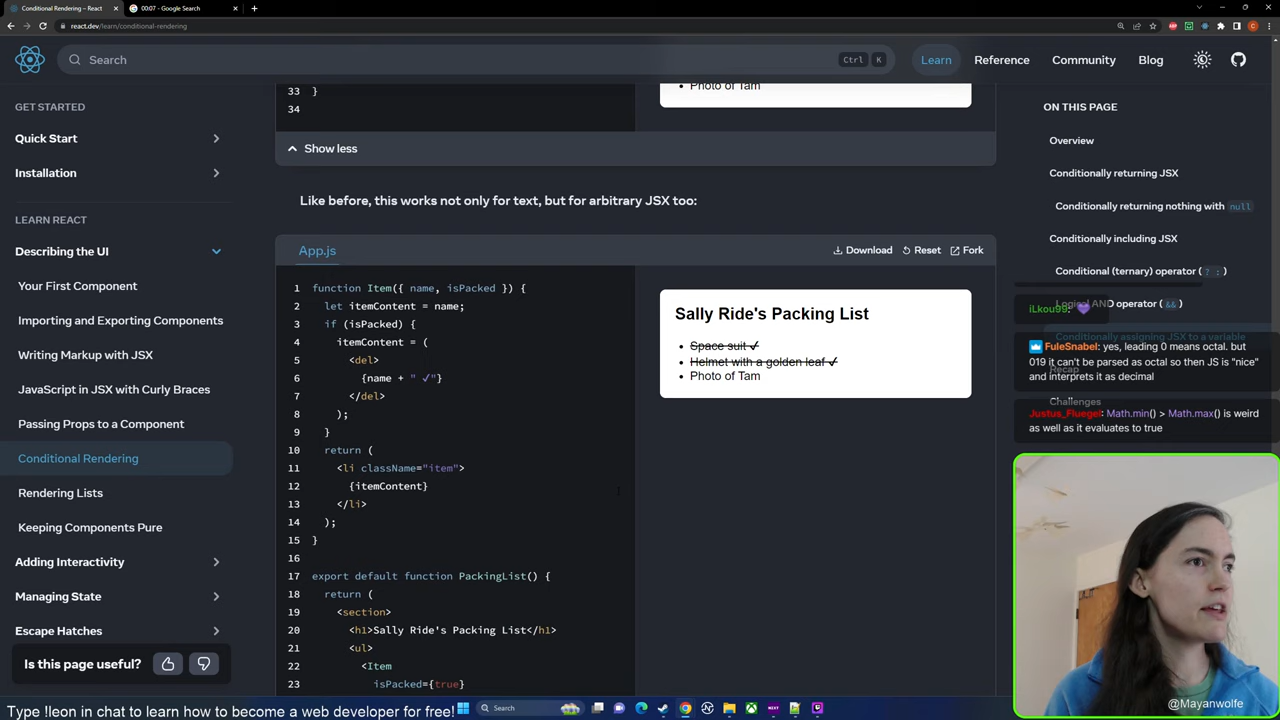 Conditional Rendering – React
00:07 - Google Search
react.dev/learn/conditional-rendering
Search
Ctrl K
Learn
Reference
Community
Blog
GET STARTED
Quick Start
Installation
LEARN REACT
Describing the UI
Your First Component
Importing and Exporting Components
Writing Markup with JSX
JavaScript in JSX with Curly Braces
Passing Props to a Component
Conditional Rendering
Rendering Lists
Keeping Components Pure
Adding Interactivity
Managing State
Escape Hatches
Is this page useful?
33 }
34
Photo of Tam
Show less
Like before, this works not only for text, but for arbitrary JSX too:
App.js
Download
Reset
Fork
1 function Item({ name, isPacked }) {
2 let itemContent = name;
3 if (isPacked) {
4 itemContent = (
5 <del>
6 {name + " ✓"}
7 </del>
8 );
9 }
10 return (
11 <li className="item">
12 {itemContent}
13 </li>
14 );
15 }
16
17 export default function PackingList() {
18 return (
19 <section>
20 <h1>Sally Ride's Packing List</h1>
21 <ul>
22 <Item
23 isPacked={true}
Sally Ride's Packing List
Space suit ✓
Helmet with a golden leaf ✓
Photo of Tam
ON THIS PAGE
Overview
Conditionally returning JSX
Conditionally returning nothing with null
Conditionally including JSX
Conditional (ternary) operator (? :)
Logical AND operator (&&)
Conditionally assigning JSX to a variable
Recap
Challenges
iLkou99: 💜
FuleSnabel: yes, leading 0 means octal. but
019 it can't be parsed as octal so then JS is "nice"
and interprets it as decimal
Justus_Fluegel: Math.min() > Math.max() is weird
as well as it evaluates to true
@Mayanwolfe
Type !leon in chat to learn how to become a web developer for free!
Search